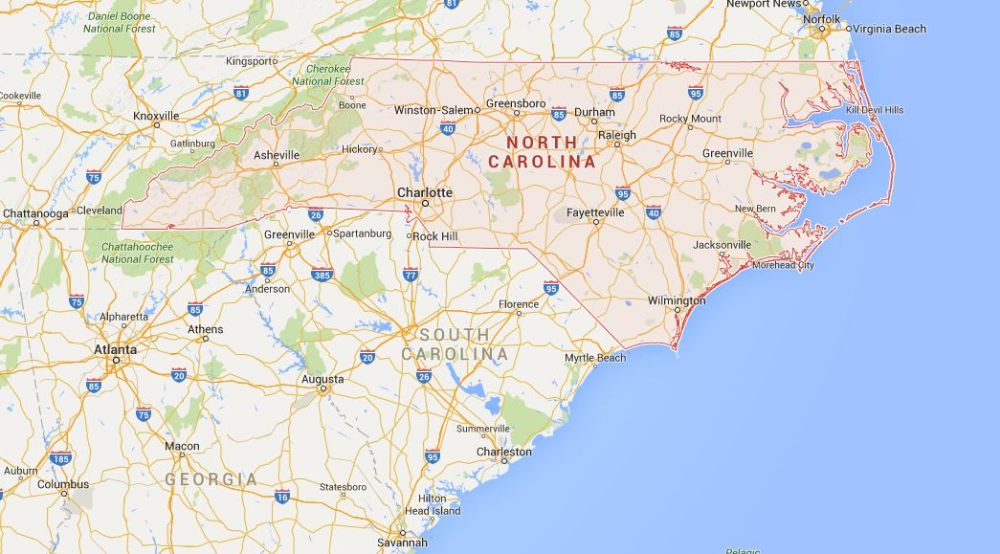 81
Newport News
Daniel Boone
National Forest
Norfolk
Virginia Beach
85
Kingsport
Cherokee
National Forest
81
85
95
Cookeville
Boone
Winston-Salem
Greensboro
85
Durham
Kill Devil Hills
Knoxville
40
Rocky Mount
Raleigh
Gatlinburg
NORTH
CAROLINA
Asheville
Hickory
Greenville
75
Charlotte
95
40
Chattanooga
Cleveland
26
Fayetteville
New Bern
Greenville
Spartanburg
Rock Hill
Chattahoochee
National Forest
Jacksonville
Morehead City
85
385
77
Anderson
95
75
85
Florence
Wilmington
Alpharetta
Athens
SOUTH
CAROLINA
Atlanta
20
Myrtle Beach
20
26
85
Augusta
75
Summerville
Macon
Charleston
185
95
Auburn
GEORGIA
Columbus
Statesboro
16
Hilton
Head Island
Savannah
Pelagic